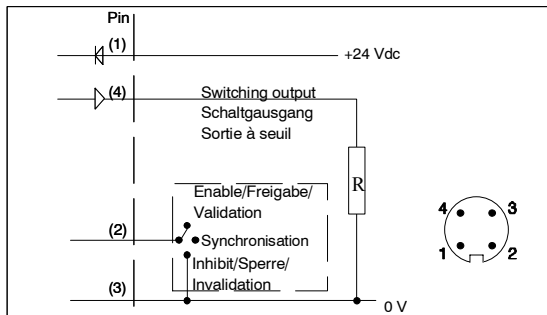 Pin
(1)
+24 Vdc
(4)
Switching output
Schaltgausgang
Sortie à seuil
R
Enable/Freigabe/
Validation
(2)
Synchronisation
Inhibit/Sperre/
Invalidation
(3)
0 V
4 3
1 2